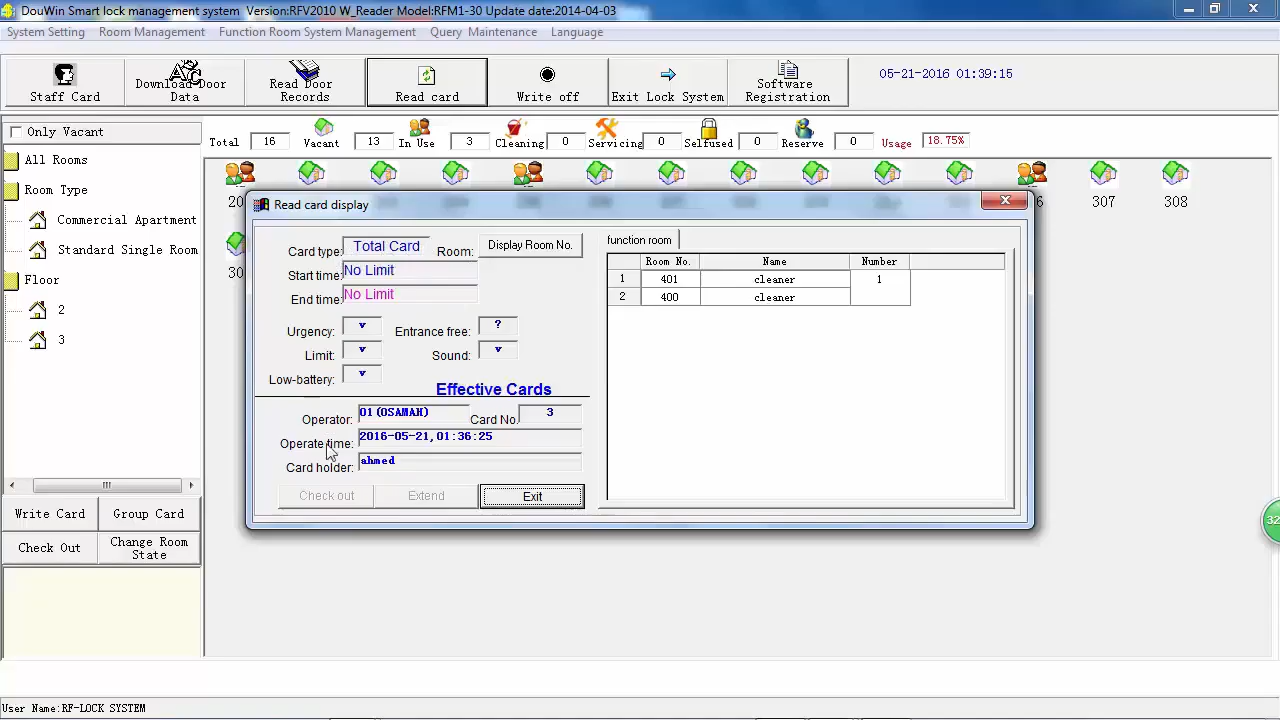 DouWin Smart lock management system Version:RFV2010 W_Reader Model:RFM1-30 Update date:2014-04-03
System Setting Room Management Function Room System Management Query Maintenance Language
Staff Card
Download Door Data
Read Door Records
Read card
Write off
Exit Lock System
Software Registration
05-21-2016 01:39:15
Only Vacant
Total 16 Vacant 13 In Use 3 Cleaning 0 Servicing 0 Selfused 0 Reserve 0 Usage 18.75%
All Rooms
Room Type
Commercial Apartment
Standard Single Room
Floor
2
3
307 308
Read card display
Card type: Total Card Room: Display Room No.
Start time: No Limit
End time: No Limit
Urgency: v Entrance free: ?
Limit: v Sound: v
Low-battery: v
Effective Cards
Operator: 01(OSAMAH) Card No. 3
Operate time: 2016-05-21,01:36:25
Card holder: ahmed
Check out Extend Exit
function room
Room No. Name Number
1 401 cleaner 1
2 400 cleaner
Write Card Group Card
Check Out Change Room State
32
User Name:RF-LOCK SYSTEM